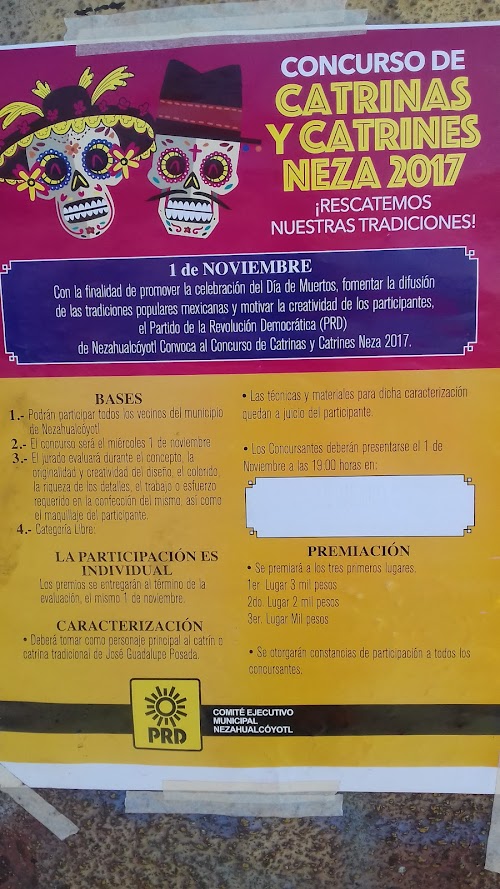 CONCURSO DE
CATRINAS
Y CATRINES
NEZA 2017
¡RESCATEMOS
NUESTRAS TRADICIONES!
1 de NOVIEMBRE
Con la finalidad de promover la celebración del Día de Muertos, fomentar la difusión
de las tradiciones populares mexicanas y motivar la creatividad de los participantes,
el Partido de la Revolución Democrática (PRD)
de Nezahualcóyotl Convoca al Concurso de Catrinas y Catrines Neza 2017.
BASES
1.- Podrán participar todos los vecinos del municipio
de Nezahualcóyotl
2.- El concurso será el miércoles 1 de noviembre
3.- El jurado evaluará durante el concepto, la
originalidad y creatividad del diseño, el colorido,
la riqueza de los detalles, el trabajo o esfuerzo
requerido en la confección del mismo, así como
el maquillaje del participante.
4.- Categoría Libre:
LA PARTICIPACIÓN ES
INDIVIDUAL
Los premios se entregarán al término de la
evaluación, el mismo 1 de noviembre.
CARACTERIZACIÓN
• Deberá tomar como personaje principal al catrín o
catrina tradicional de José Guadalupe Posada.
• Las técnicas y materiales para dicha caracterización
quedan a juicio del participante.
• Los Concursantes deberán presentarse el 1 de
Noviembre a las 19:00 horas en:
PREMIACIÓN
• Se premiará a los tres primeros lugares.
1er. Lugar 3 mil pesos
2do. Lugar 2 mil pesos
3er. Lugar Mil pesos
• Se otorgarán constancias de participación a todos los
concursantes.
PRD
COMITÉ EJECUTIVO
MUNICIPAL
NEZAHUALCÓYOTL